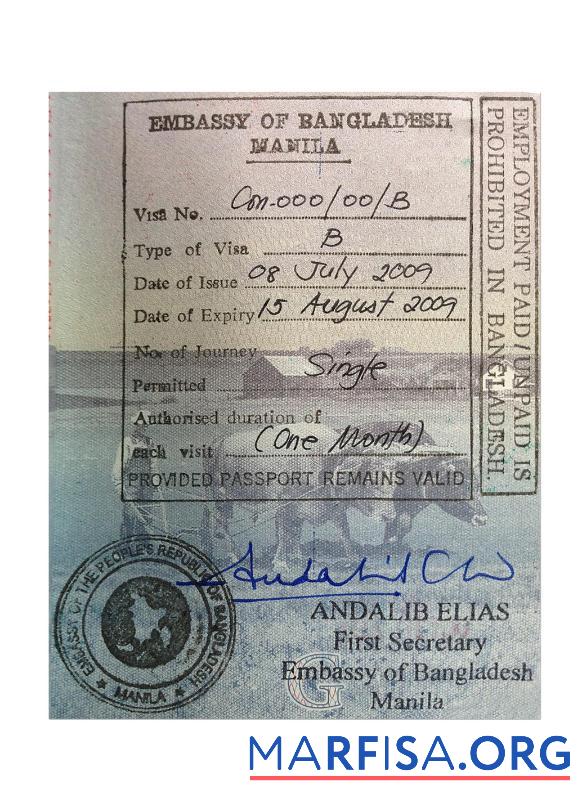 EMBASSY OF BANGLADESH
MANILA
Visa No. Con-000/00/B
Type of Visa B
Date of Issue 08 July 2009
Date of Expiry 15 August 2009
No. of Journey
Permitted Single
Authorised duration of
each visit (One Month)
PROVIDED PASSPORT REMAINS VALID
EMPLOYMENT PAID/UNPAID IS
PROHIBITED IN BANGLADESH.
EMBASSY OF THE PEOPLE'S REPUBLIC OF BANGLADESH
★ MANILA ★
ANDALIB ELIAS
First Secretary
Embassy of Bangladesh
Manila
G
MARFISA.ORG